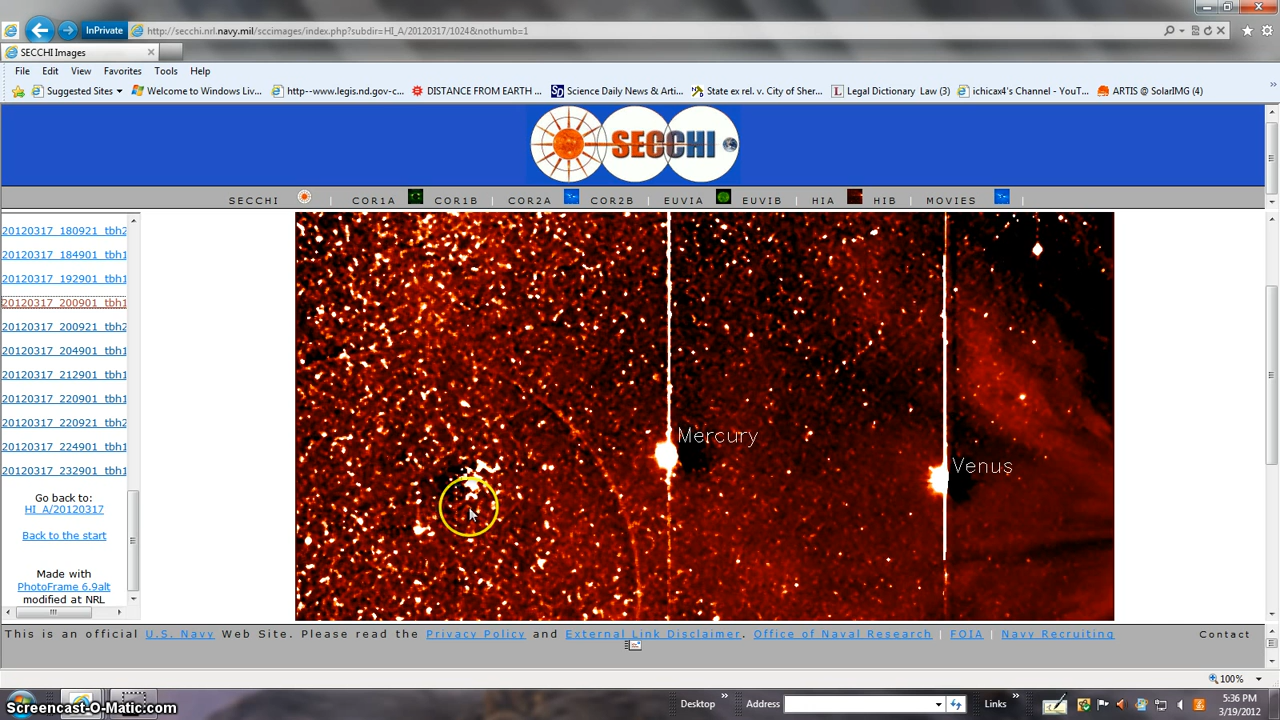 InPrivate http://secchi.nrl.navy.mil/sccimages/index.php?subdir=HI_A/20120317/1024&nothumb=1
SECCHI Images
File Edit View Favorites Tools Help
Suggested Sites Welcome to Windows Liv... http--www.legis.nd.gov-c... DISTANCE FROM EARTH ... Science Daily News & Arti... State ex rel. v. City of Sher... Legal Dictionary Law (3) ichicax4's Channel - YouT... ARTIS @ SolarIMG (4)
SECCHI
SECCHI | COR1A COR1B | COR2A COR2B | EUVIA EUVIB | HIA HIB | MOVIES |
20120317_180921_tbh2
20120317_184901_tbh1
20120317_192901_tbh1
20120317_200901_tbh1
20120317_200921_tbh2
20120317_204901_tbh1
20120317_212901_tbh1
20120317_220901_tbh1
20120317_220921_tbh2
20120317_224901_tbh1
20120317_232901_tbh1
Go back to:
HI_A/20120317
Back to the start
Made with
PhotoFrame 6.9alt
modified at NRL
Mercury
Venus
This is an official U.S. Navy Web Site. Please read the Privacy Policy and External Link Disclaimer. Office of Naval Research | FOIA | Navy Recruiting Contact
100%
Screencast-O-Matic.com
Desktop Address Links
5:36 PM
3/19/2012